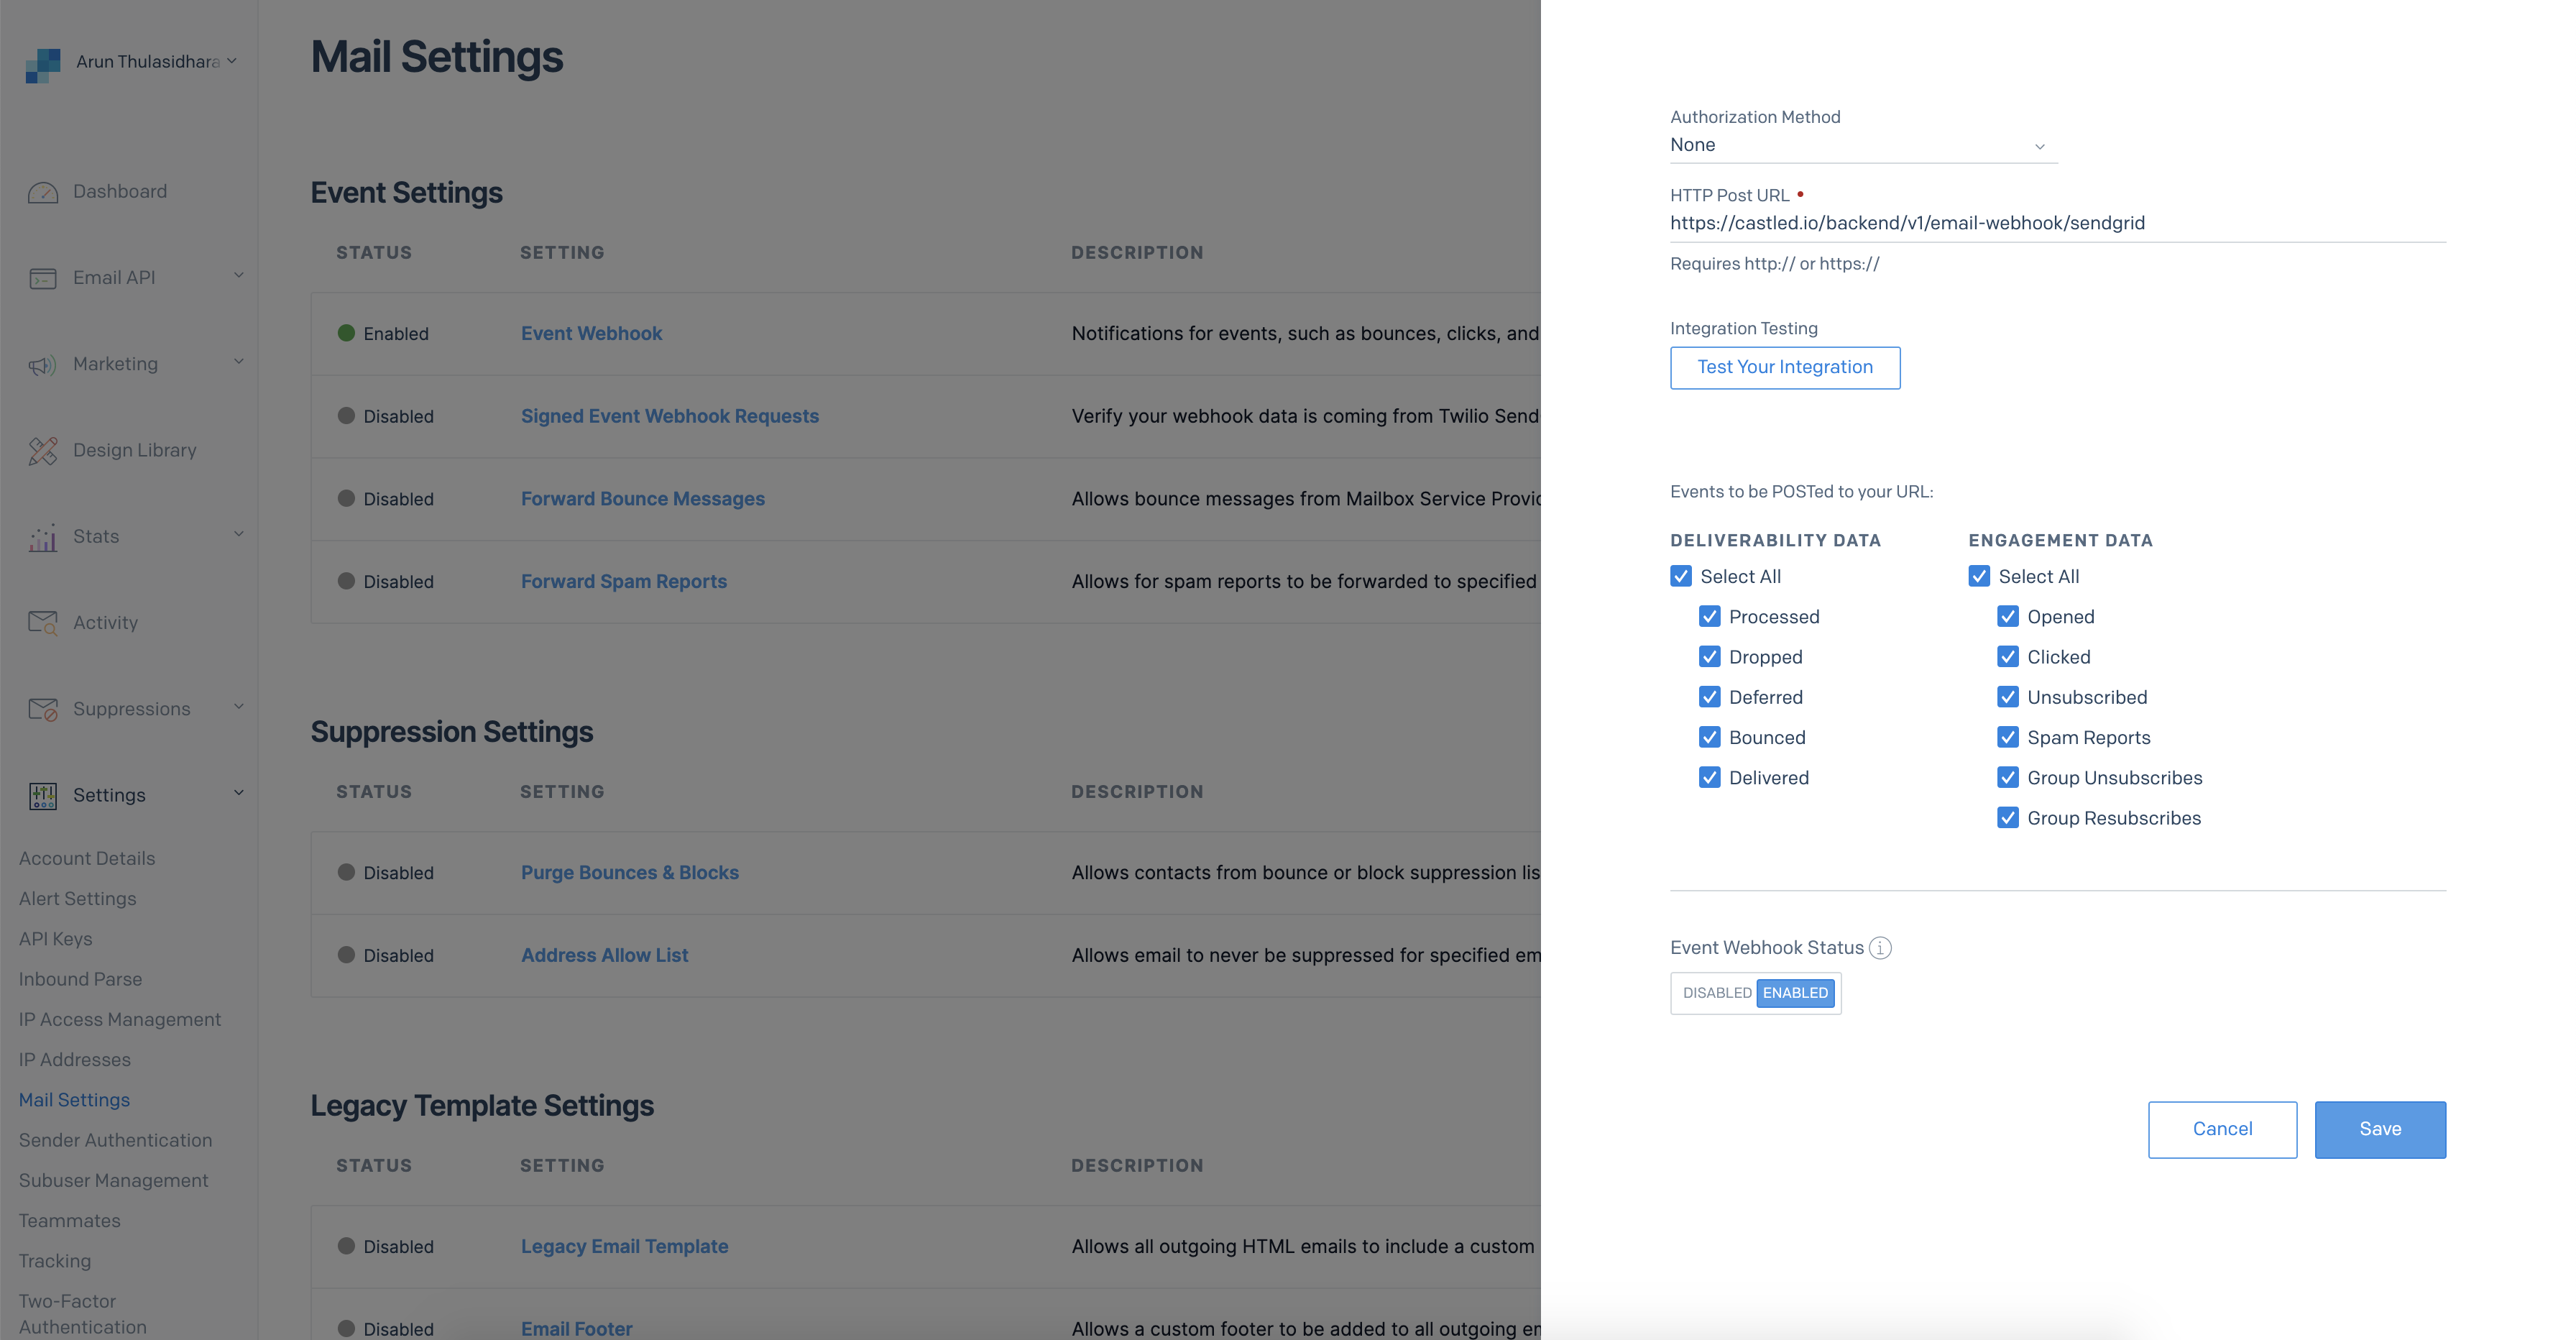 Arun Thulasidhara
Dashboard
Email API
Marketing
Design Library
Stats
Activity
Suppressions
Settings
Account Details
Alert Settings
API Keys
Inbound Parse
IP Access Management
IP Addresses
Mail Settings
Sender Authentication
Subuser Management
Teammates
Tracking
Two-Factor
Authentication
Mail Settings
Event Settings
STATUS SETTING DESCRIPTION
Enabled Event Webhook Notifications for events, such as bounces, clicks, and
Disabled Signed Event Webhook Requests Verify your webhook data is coming from Twilio Send
Disabled Forward Bounce Messages Allows bounce messages from Mailbox Service Provi
Disabled Forward Spam Reports Allows for spam reports to be forwarded to specified
Suppression Settings
STATUS SETTING DESCRIPTION
Disabled Purge Bounces & Blocks Allows contacts from bounce or block suppression lis
Disabled Address Allow List Allows email to never be suppressed for specified em
Legacy Template Settings
STATUS SETTING DESCRIPTION
Disabled Legacy Email Template Allows all outgoing HTML emails to include a custom
Disabled Email Footer Allows a custom footer to be added to all outgoing em
Authorization Method
None
HTTP Post URL •
https://castled.io/backend/v1/email-webhook/sendgrid
Requires http:// or https://
Integration Testing
Test Your Integration
Events to be POSTed to your URL:
DELIVERABILITY DATA
Select All
Processed
Dropped
Deferred
Bounced
Delivered
ENGAGEMENT DATA
Select All
Opened
Clicked
Unsubscribed
Spam Reports
Group Unsubscribes
Group Resubscribes
Event Webhook Status
DISABLED ENABLED
Cancel Save